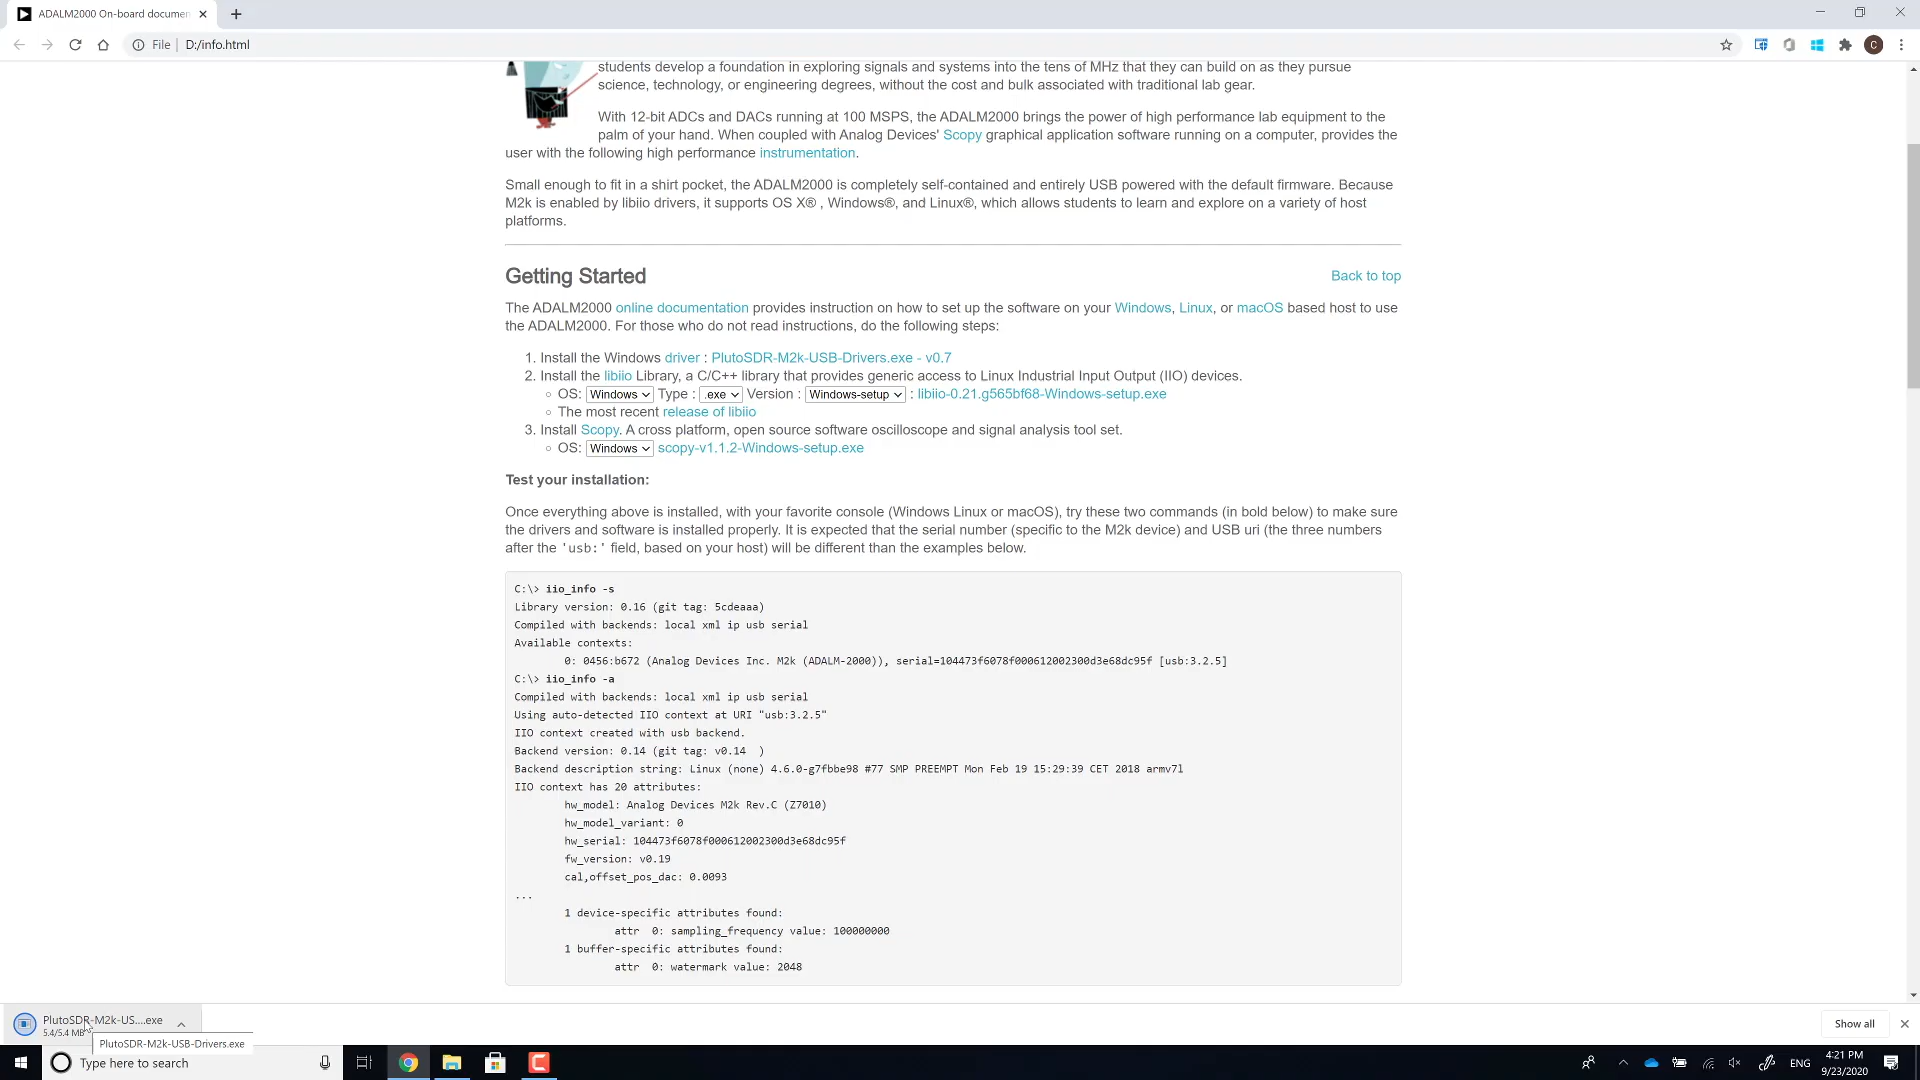 ADALM2000 On-board documen
File | D:/info.html
C
students develop a foundation in exploring signals and systems into the tens of MHz that they can build on as they pursue
science, technology, or engineering degrees, without the cost and bulk associated with traditional lab gear.
With 12-bit ADCs and DACs running at 100 MSPS, the ADALM2000 brings the power of high performance lab equipment to the
palm of your hand. When coupled with Analog Devices' Scopy graphical application software running on a computer, provides the
user with the following high performance instrumentation.
Small enough to fit in a shirt pocket, the ADALM2000 is completely self-contained and entirely USB powered with the default firmware. Because
M2k is enabled by libiio drivers, it supports OS X® , Windows®, and Linux®, which allows students to learn and explore on a variety of host
platforms.
Getting Started
Back to top
The ADALM2000 online documentation provides instruction on how to set up the software on your Windows, Linux, or macOS based host to use
the ADALM2000. For those who do not read instructions, do the following steps:
1. Install the Windows driver : PlutoSDR-M2k-USB-Drivers.exe - v0.7
2. Install the libiio Library, a C/C++ library that provides generic access to Linux Industrial Input Output (IIO) devices.
OS: Windows Type : .exe Version : Windows-setup : libiio-0.21.g565bf68-Windows-setup.exe
The most recent release of libiio
3. Install Scopy. A cross platform, open source software oscilloscope and signal analysis tool set.
OS: Windows scopy-v1.1.2-Windows-setup.exe
Test your installation:
Once everything above is installed, with your favorite console (Windows Linux or macOS), try these two commands (in bold below) to make sure
the drivers and software is installed properly. It is expected that the serial number (specific to the M2k device) and USB uri (the three numbers
after the 'usb:' field, based on your host) will be different than the examples below.
C:\> iio_info -s
Library version: 0.16 (git tag: 5cdeaaa)
Compiled with backends: local xml ip usb serial
Available contexts:
0: 0456:b672 (Analog Devices Inc. M2k (ADALM-2000)), serial=104473f6078f000612002300d3e68dc95f [usb:3.2.5]
C:\> iio_info -a
Compiled with backends: local xml ip usb serial
Using auto-detected IIO context at URI "usb:3.2.5"
IIO context created with usb backend.
Backend version: 0.14 (git tag: v0.14  )
Backend description string: Linux (none) 4.6.0-g7fbbe98 #77 SMP PREEMPT Mon Feb 19 15:29:39 CET 2018 armv7l
IIO context has 20 attributes:
hw_model: Analog Devices M2k Rev.C (Z7010)
hw_model_variant: 0
hw_serial: 104473f6078f000612002300d3e68dc95f
fw_version: v0.19
cal,offset_pos_dac: 0.0093
...
1 device-specific attributes found:
attr  0: sampling_frequency value: 100000000
1 buffer-specific attributes found:
attr  0: watermark value: 2048
PlutoSDR-M2k-US....exe
5.4/5.4 MB
PlutoSDR-M2k-USB-Drivers.exe
Show all
Type here to search
ENG
4:21 PM
9/23/2020